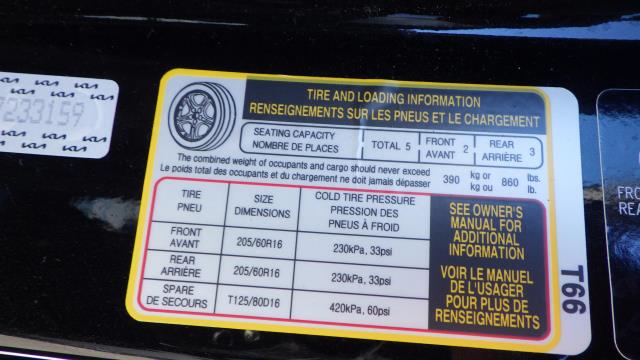 KIA KIA KIA
7233159
TIRE AND LOADING INFORMATION
RENSEIGNEMENTS SUR LES PNEUS ET LE CHARGEMENT
SEATING CAPACITY
NOMBRE DE PLACES
TOTAL 5
FRONT
AVANT 2
REAR
ARRIÈRE 3
The combined weight of occupants and cargo should never exceed
Le poids total des occupants et du chargement ne doit jamais dépasser
390 kg or
kg ou
860 lbs.
lb.
TIRE
PNEU
SIZE
DIMENSIONS
COLD TIRE PRESSURE
PRESSION DES
PNEUS À FROID
FRONT
AVANT
205/60R16
230kPa, 33psi
REAR
ARRIÈRE
205/60R16
230kPa, 33psi
SPARE
DE SECOURS
T125/80D16
420kPa, 60psi
SEE OWNER'S
MANUAL FOR
ADDITIONAL
INFORMATION
VOIR LE MANUEL
DE L'USAGER
POUR PLUS DE
RENSEIGNEMENTS
T66
FRO
REA